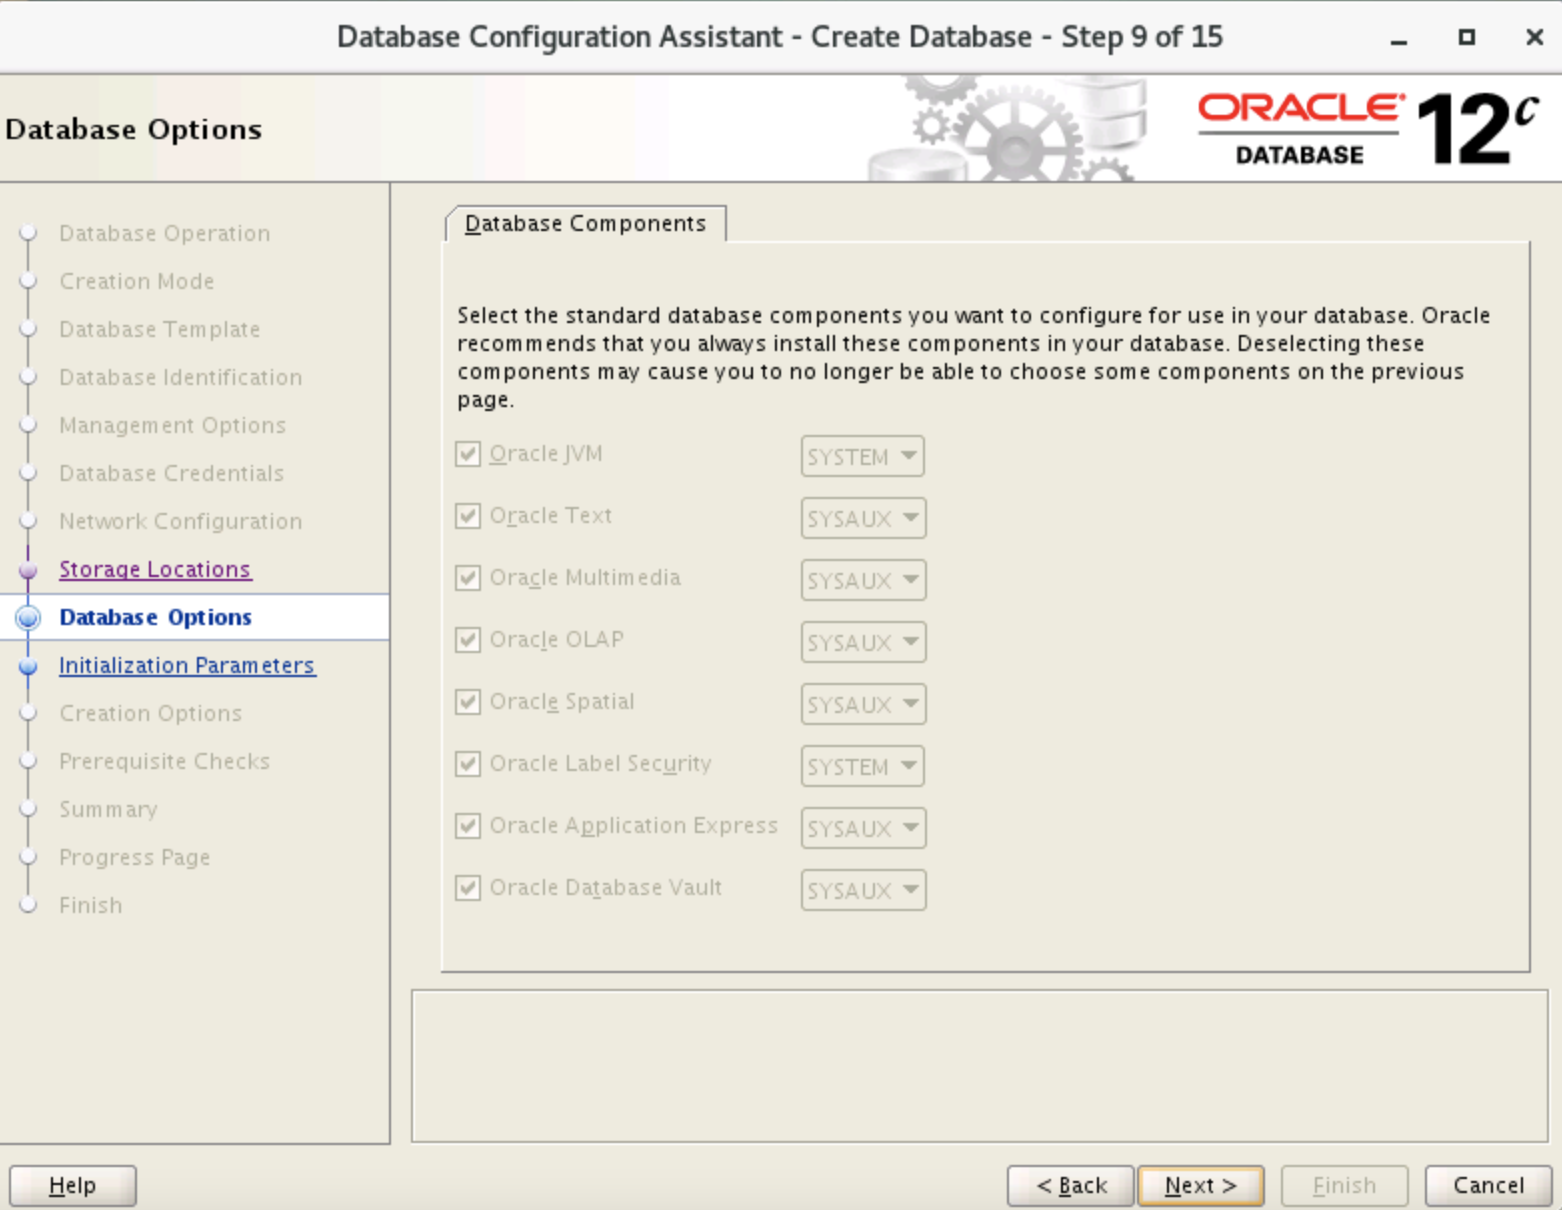 Database Configuration Assistant - Create Database - Step 9 of 15
Database Options
ORACLE
DATABASE
12c
Database Operation
Creation Mode
Database Template
Database Identification
Management Options
Database Credentials
Network Configuration
Storage Locations
Database Options
Initialization Parameters
Creation Options
Prerequisite Checks
Summary
Progress Page
Finish
Database Components
Select the standard database components you want to configure for use in your database. Oracle
recommends that you always install these components in your database. Deselecting these
components may cause you to no longer be able to choose some components on the previous
page.
Oracle JVM SYSTEM
Oracle Text SYSAUX
Oracle Multimedia SYSAUX
Oracle OLAP SYSAUX
Oracle Spatial SYSAUX
Oracle Label Security SYSTEM
Oracle Application Express SYSAUX
Oracle Database Vault SYSAUX
Help < Back Next > Finish Cancel